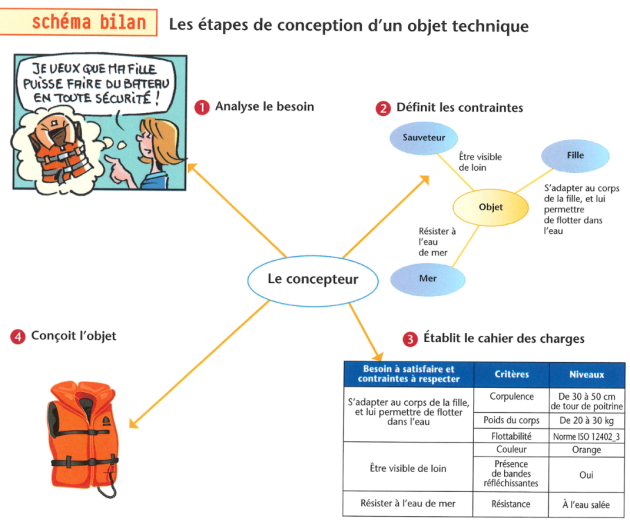 schéma bilan
Les étapes de conception d'un objet technique
JE VEUX QUE MA FILLE
PUISSE FAIRE DU BATEAU
EN TOUTE SÉCURITÉ !
1 Analyse le besoin
2 Définit les contraintes
Sauveteur
Être visible
de loin
Fille
S'adapter au corps
de la fille, et lui
permettre
de flotter dans
l'eau
Objet
Résister à
l'eau
de mer
Mer
Le concepteur
4 Conçoit l'objet
3 Établit le cahier des charges
Besoin à satisfaire et
contraintes à respecter
Critères
Niveaux
S'adapter au corps de la fille,
et lui permettre de flotter
dans l'eau
Corpulence
De 30 à 50 cm
de tour de poitrine
Poids du corps
De 20 à 30 kg
Flottabilité
Norme ISO 12402_3
Être visible de loin
Couleur
Orange
Présence
de bandes
réfléchissantes
Oui
Résister à l'eau de mer
Résistance
À l'eau salée